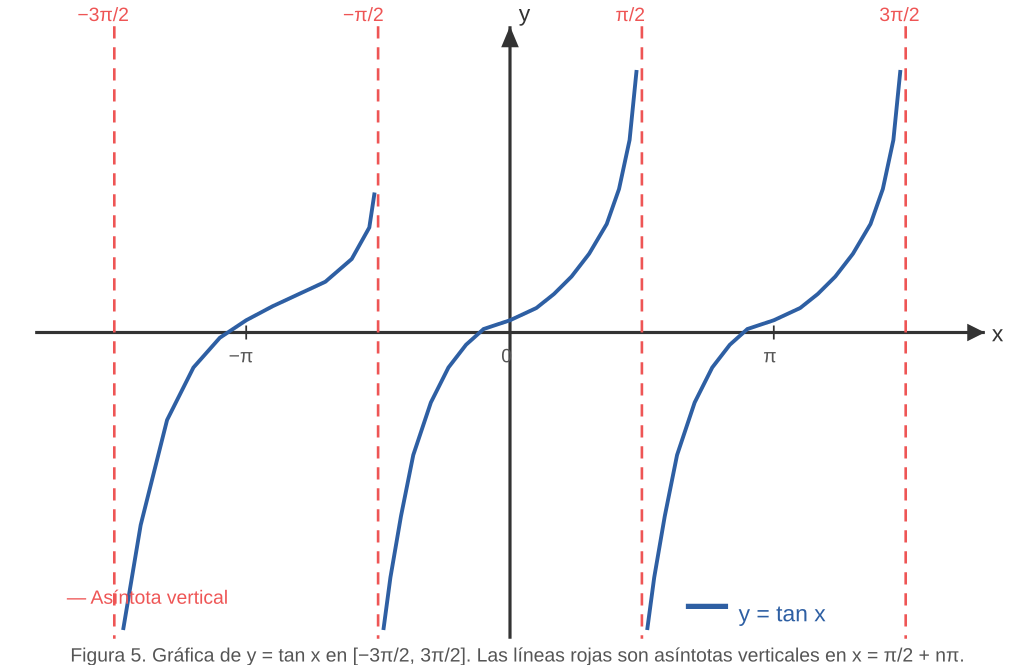 −3π/2
−π/2
y
π/2
3π/2
x
−π
0
π
— Asíntota vertical
y = tan x
Figura 5. Gráfica de y = tan x en [−3π/2, 3π/2]. Las líneas rojas son asíntotas verticales en x = π/2 + nπ.